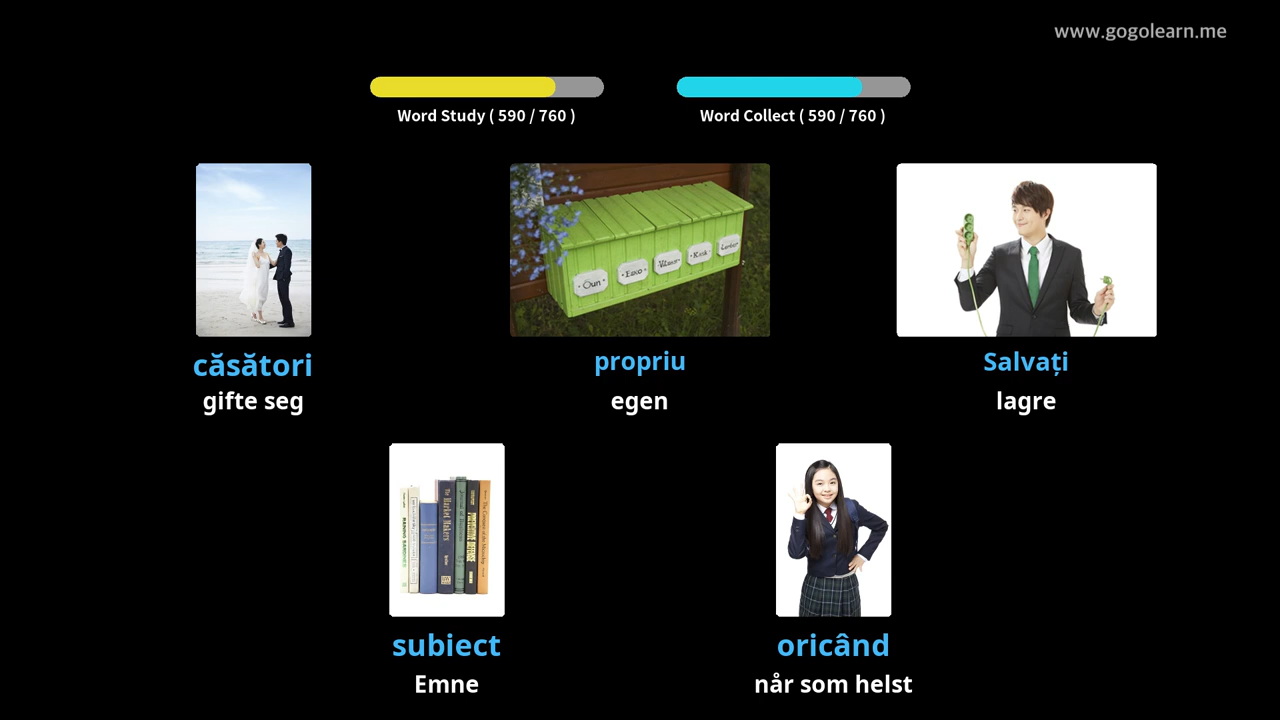 www.gogolearn.me
Word Study ( 590 / 760 )
Word Collect ( 590 / 760 )
căsători
gifte seg
propriu
egen
Salvați
lagre
subiect
Emne
oricând
når som helst